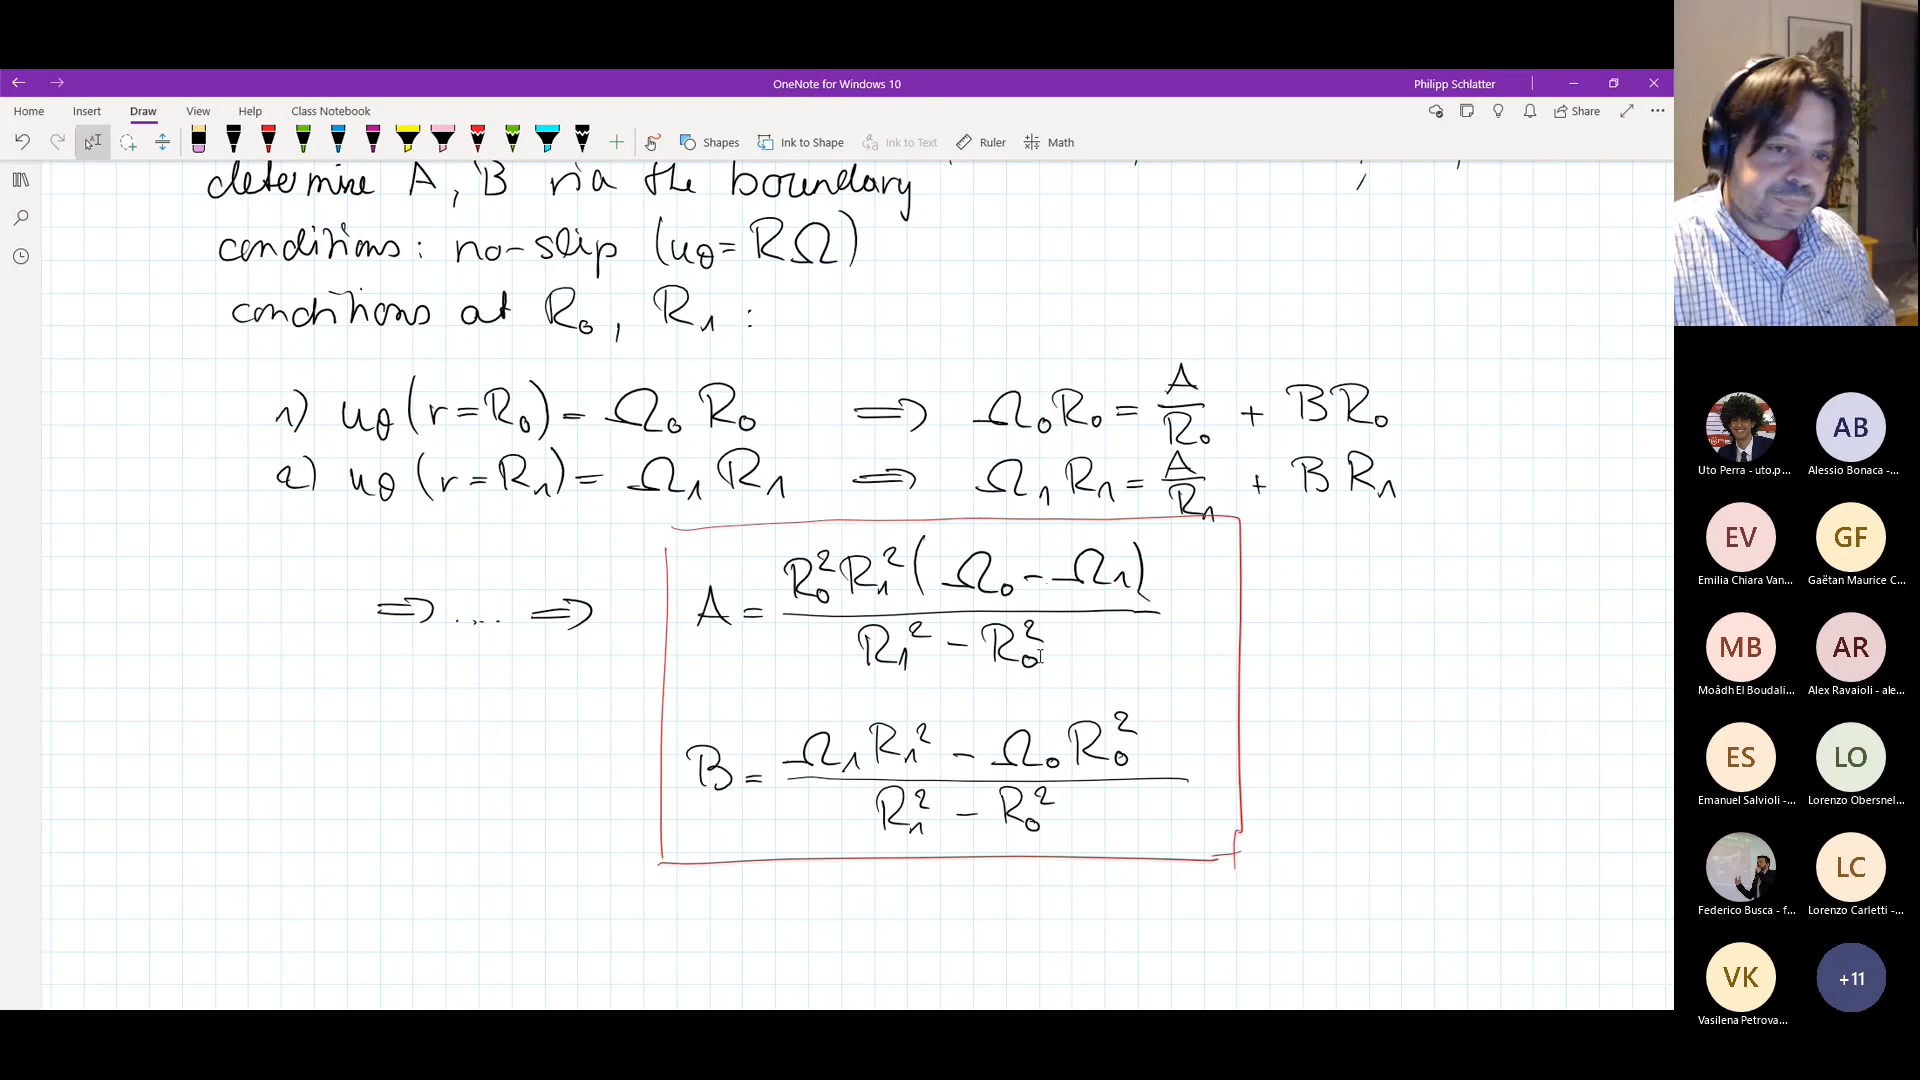 OneNote for Windows 10
Philipp Schlatter
Home Insert Draw View Help Class Notebook
Share
Shapes Ink to Shape Ink to Text Ruler Math
determine A, B via the boundary
conditions: no-slip (uθ = RΩ)
conditions at R₀, R₁ :
1) uθ (r=R₀) = Ω₀ R₀ ⟹ Ω₀R₀ = A/R₀ + BR₀
2) uθ (r=R₁) = Ω₁ R₁ ⟹ Ω₁R₁ = A/R₁ + BR₁
⟹ .... ⟹ A = R₀²R₁² (Ω₀ - Ω₁) / R₁² - R₀²
B = Ω₁R₁² - Ω₀R₀² / R₁² - R₀²
Uto Perra - uto.p...
AB
Alessio Bonaca -...
EV
Emilia Chiara Van...
GF
Gaëtan Maurice C...
MB
Moâdh El Boudali...
AR
Alex Ravaioli - ale...
ES
Emanuel Salvioli -...
LO
Lorenzo Obersnel...
Federico Busca - f...
LC
Lorenzo Carletti -...
VK
Vasilena Petrova...
+11